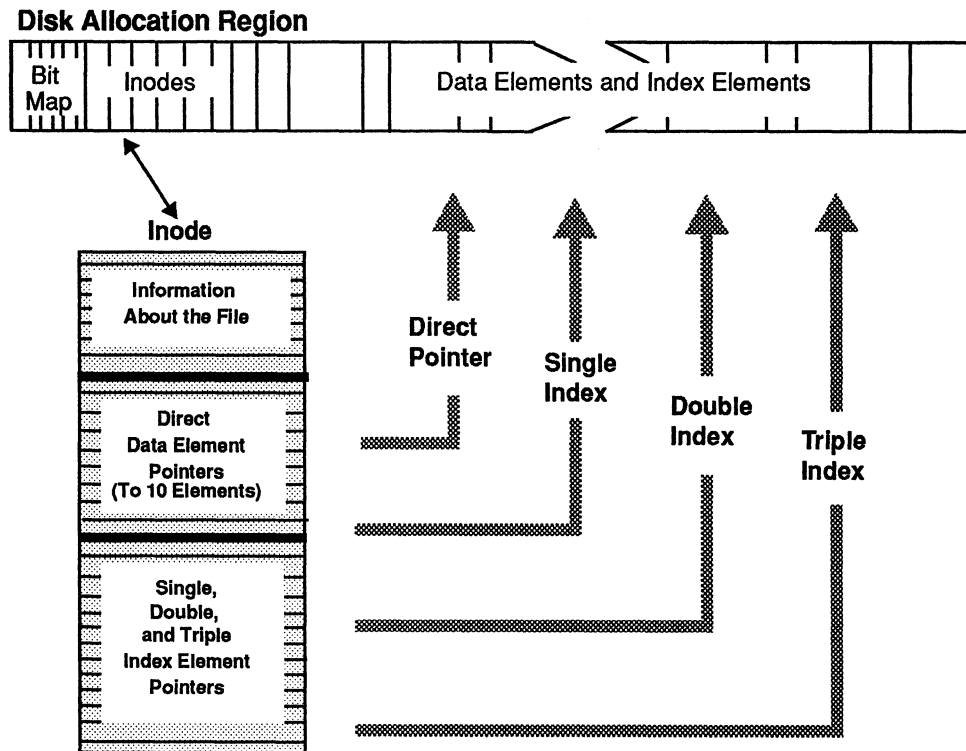 Disk Allocation Region
Bit
Map
Inodes
Data Elements and Index Elements
Inode
Information
About the File
Direct
Data Element
Pointers
(To 10 Elements)
Single,
Double,
and Triple
Index Element
Pointers
Direct
Pointer
Single
Index
Double
Index
Triple
Index